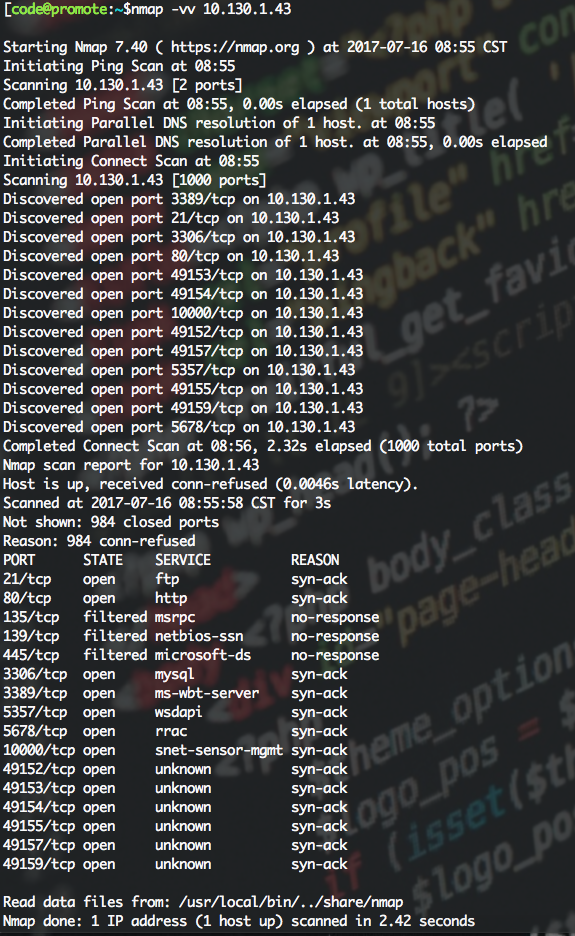 [code@promote:~$nmap -vv 10.130.1.43

Starting Nmap 7.40 ( https://nmap.org ) at 2017-07-16 08:55 CST
Initiating Ping Scan at 08:55
Scanning 10.130.1.43 [2 ports]
Completed Ping Scan at 08:55, 0.00s elapsed (1 total hosts)
Initiating Parallel DNS resolution of 1 host. at 08:55
Completed Parallel DNS resolution of 1 host. at 08:55, 0.00s elapsed
Initiating Connect Scan at 08:55
Scanning 10.130.1.43 [1000 ports]
Discovered open port 3389/tcp on 10.130.1.43
Discovered open port 21/tcp on 10.130.1.43
Discovered open port 3306/tcp on 10.130.1.43
Discovered open port 80/tcp on 10.130.1.43
Discovered open port 49153/tcp on 10.130.1.43
Discovered open port 49154/tcp on 10.130.1.43
Discovered open port 10000/tcp on 10.130.1.43
Discovered open port 49152/tcp on 10.130.1.43
Discovered open port 49157/tcp on 10.130.1.43
Discovered open port 5357/tcp on 10.130.1.43
Discovered open port 49155/tcp on 10.130.1.43
Discovered open port 49159/tcp on 10.130.1.43
Discovered open port 5678/tcp on 10.130.1.43
Completed Connect Scan at 08:56, 2.32s elapsed (1000 total ports)
Nmap scan report for 10.130.1.43
Host is up, received conn-refused (0.0046s latency).
Scanned at 2017-07-16 08:55:58 CST for 3s
Not shown: 984 closed ports
Reason: 984 conn-refused
PORT      STATE    SERVICE          REASON
21/tcp    open     ftp              syn-ack
80/tcp    open     http             syn-ack
135/tcp   filtered msrpc            no-response
139/tcp   filtered netbios-ssn      no-response
445/tcp   filtered microsoft-ds     no-response
3306/tcp  open     mysql            syn-ack
3389/tcp  open     ms-wbt-server    syn-ack
5357/tcp  open     wsdapi           syn-ack
5678/tcp  open     rrac             syn-ack
10000/tcp open     snet-sensor-mgmt syn-ack
49152/tcp open     unknown          syn-ack
49153/tcp open     unknown          syn-ack
49154/tcp open     unknown          syn-ack
49155/tcp open     unknown          syn-ack
49157/tcp open     unknown          syn-ack
49159/tcp open     unknown          syn-ack

Read data files from: /usr/local/bin/../share/nmap
Nmap done: 1 IP address (1 host up) scanned in 2.42 seconds